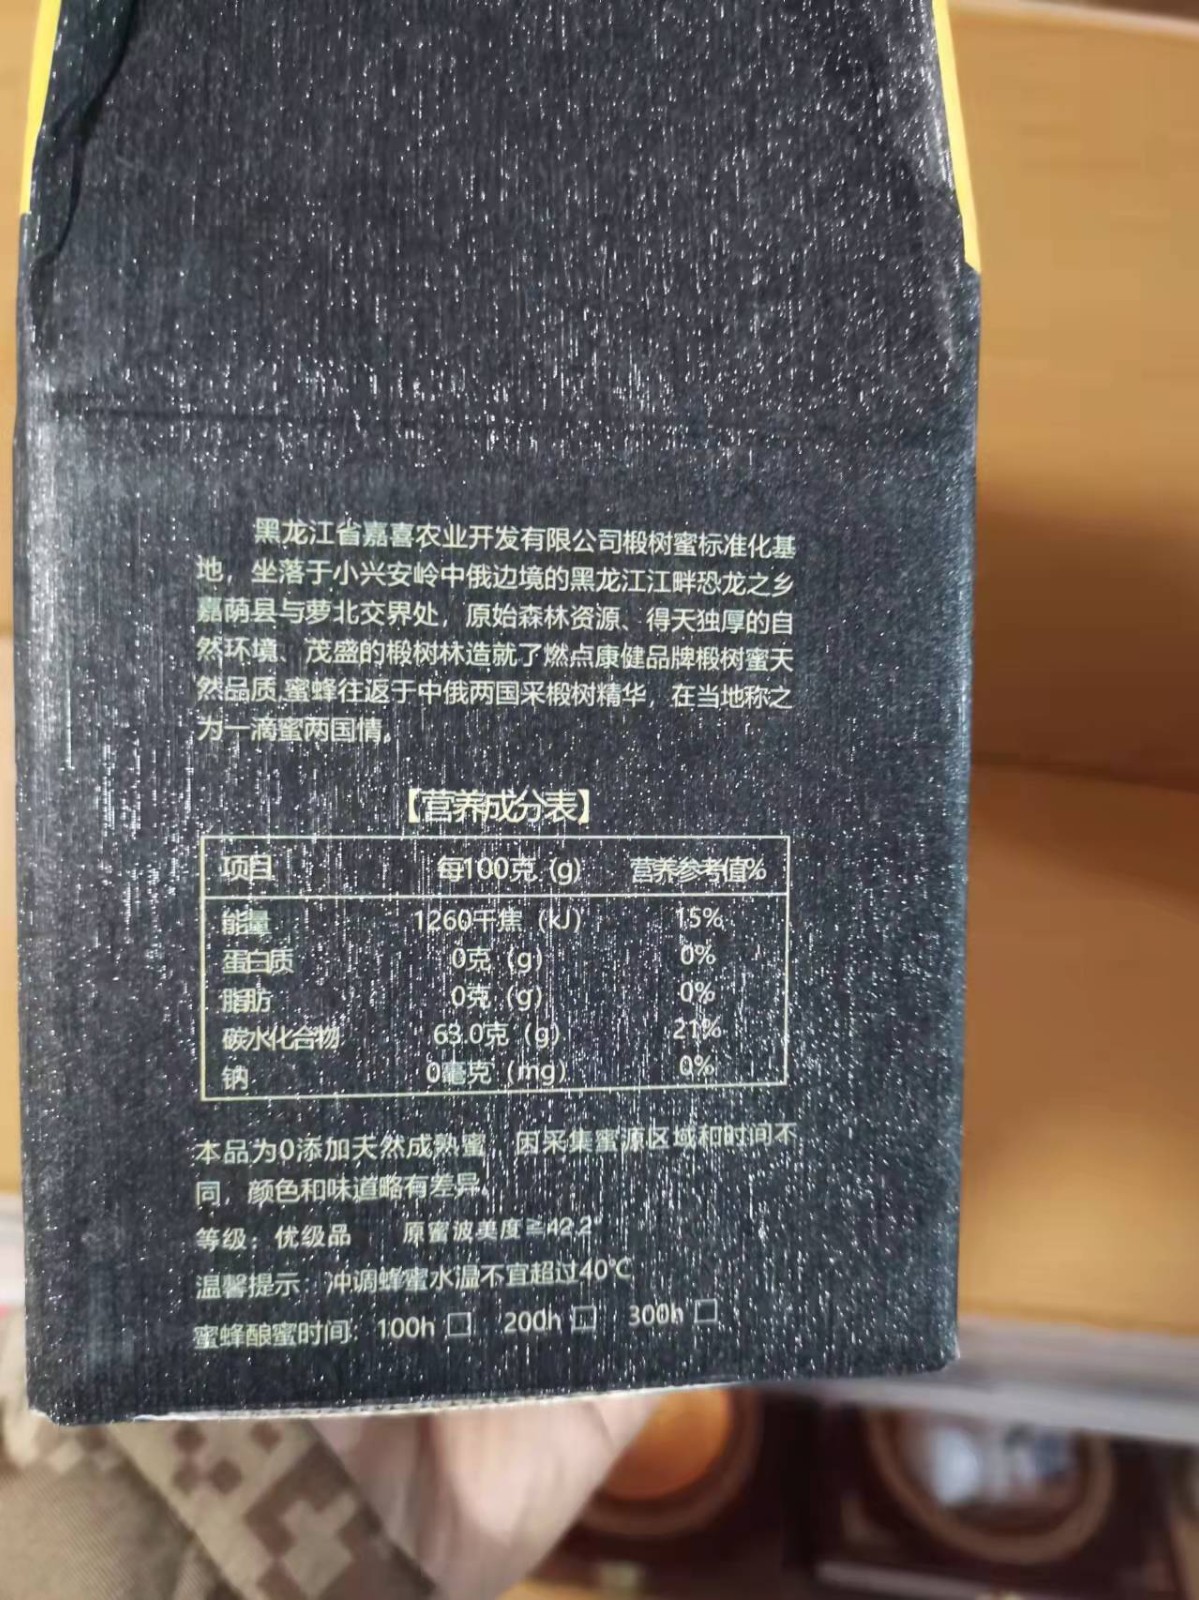 黑龙江省嘉喜农业开发有限公司椴树蜜标准化基
地，坐落于小兴安岭中俄边境的黑龙江江畔恐龙之乡
嘉荫县与萝北交界处，原始森林资源、得天独厚的自
然环境、茂盛的椴树林造就了燃点康健品牌椴树蜜天
然品质,蜜蜂往返于中俄两国采椴树精华，在当地称之
为一滴蜜两国情。
【营养成分表】
项目 每100克 (g) 营养参考值%
能量 1260千焦（kJ） 15%
蛋白质 0克（g） 0%
脂肪 0克（g） 0%
碳水化合物 63.0克（g） 21%
钠 0毫克（mg） 0%
本品为0添加天然成熟蜜 因采集蜜源区域和时间不
同，颜色和味道略有差异。
等级：优级品 原蜜波美度≧42.2°
温馨提示 冲调蜂蜜水温不宜超过40℃
蜜蜂酿蜜时间：100h □ 200h □ 300h □